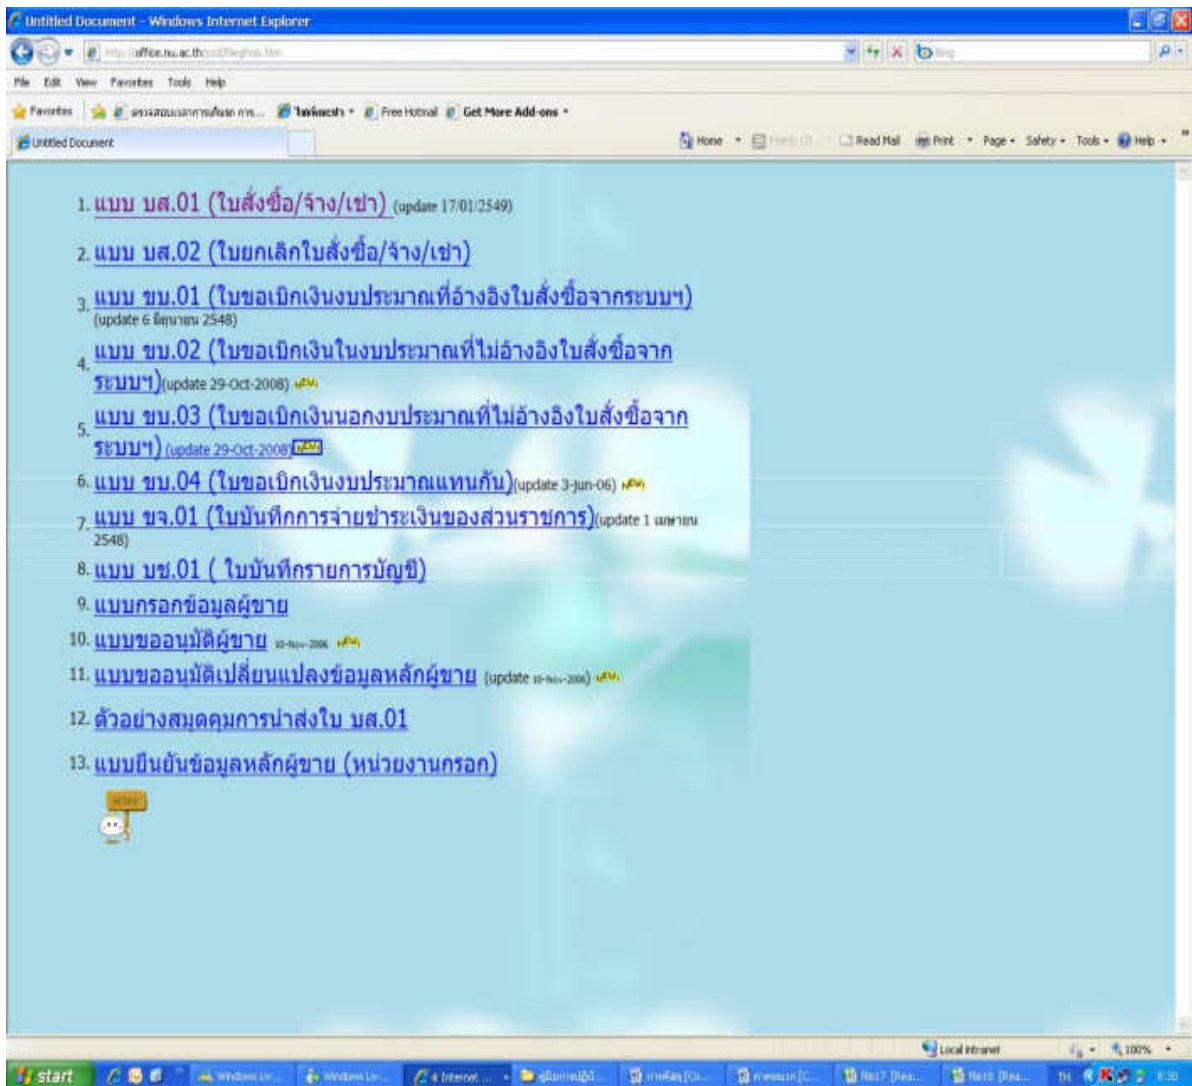 Untitled Document - Windows Internet Explorer
File Edit View Favorites Tools Help
Favorites Free Hotmail Get More Add-ons
Untitled Document Home Read Mail Print Page Safety Tools Help
1. แบบ บส.01 (ใบสั่งซื้อ/จ้าง/เช่า) (update 17/01/2549)
2. แบบ บส.02 (ใบยกเลิกใบสั่งซื้อ/จ้าง/เช่า)
3. แบบ ขบ.01 (ใบขอเบิกเงินงบประมาณที่อ้างอิงใบสั่งซื้อจากระบบฯ)
(update 6 มิถุนายน 2548)
4. แบบ ขบ.02 (ใบขอเบิกเงินในงบประมาณที่ไม่อ้างอิงใบสั่งซื้อจาก
ระบบฯ)(update 29-Oct-2008) NEW
5. แบบ ขบ.03 (ใบขอเบิกเงินนอกงบประมาณที่ไม่อ้างอิงใบสั่งซื้อจาก
ระบบฯ) (update 29-Oct-2008) NEW
6. แบบ ขบ.04 (ใบขอเบิกเงินงบประมาณแทนกัน)(update 3-Jun-06) NEW
7. แบบ ขจ.01 (ใบบันทึกการจ่ายชำระเงินของส่วนราชการ)(update 1 เมษายน
2548)
8. แบบ บช.01 ( ใบบันทึกรายการบัญชี)
9. แบบกรอกข้อมูลผู้ขาย
10. แบบขออนุมัติผู้ขาย 10-Nov-2006 NEW
11. แบบขออนุมัติเปลี่ยนแปลงข้อมูลหลักผู้ขาย (update 10-Nov-2006) NEW
12. ตัวอย่างสมุดคุมการนำส่งใบ บส.01
13. แบบยืนยันข้อมูลหลักผู้ขาย (หน่วยงานกรอก)
Local intranet 100%
start Windows Liv... Windows Liv... 4 Internet ... TH 8:38